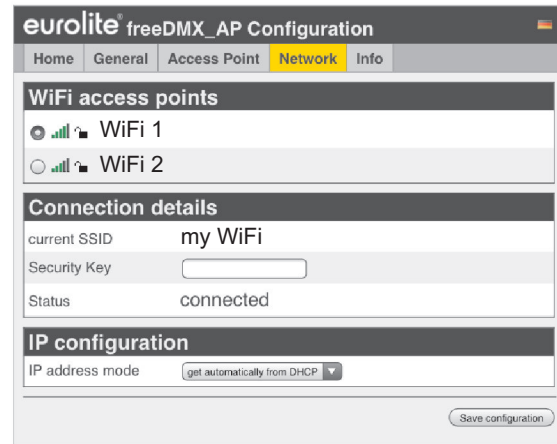 eurolite® freeDMX_AP Configuration
Home General Access Point Network Info
WiFi access points
WiFi 1
WiFi 2
Connection details
current SSID my WiFi
Security Key
Status connected
IP configuration
IP address mode get automatically from DHCP
Save configuration